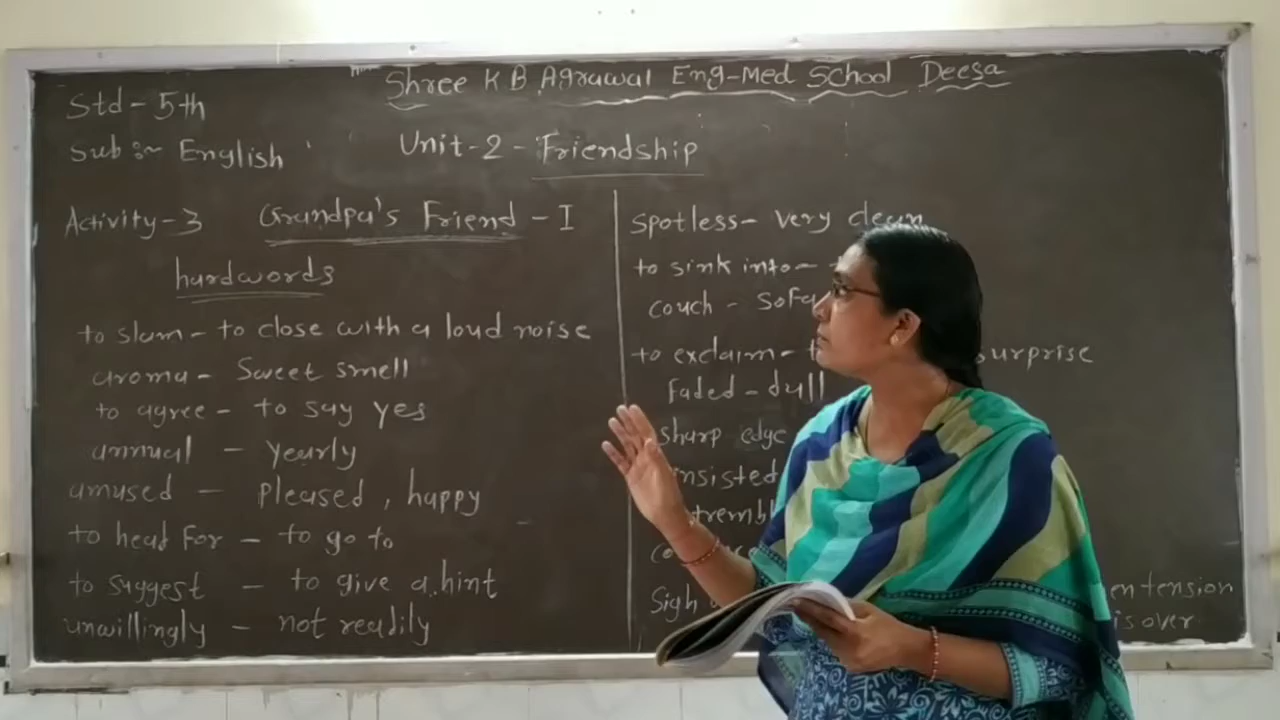 Shree K B Agrawal Eng-Med School Deesa
Std - 5th
Sub :- English
Unit-2 - Friendship
Activity-3 Grandpa's Friend - I
hardwords
to slam - to close with a loud noise
aroma - Sweet smell
to agree - to say yes
annual - yearly
amused - pleased, happy
to head for - to go to
to suggest - to give a hint
unwillingly - not readily
spotless - very clean
to sink into -
couch - sofa
to exclaim - surprise
faded - dull
sharp edge
insisted
Sigh
tension
is over